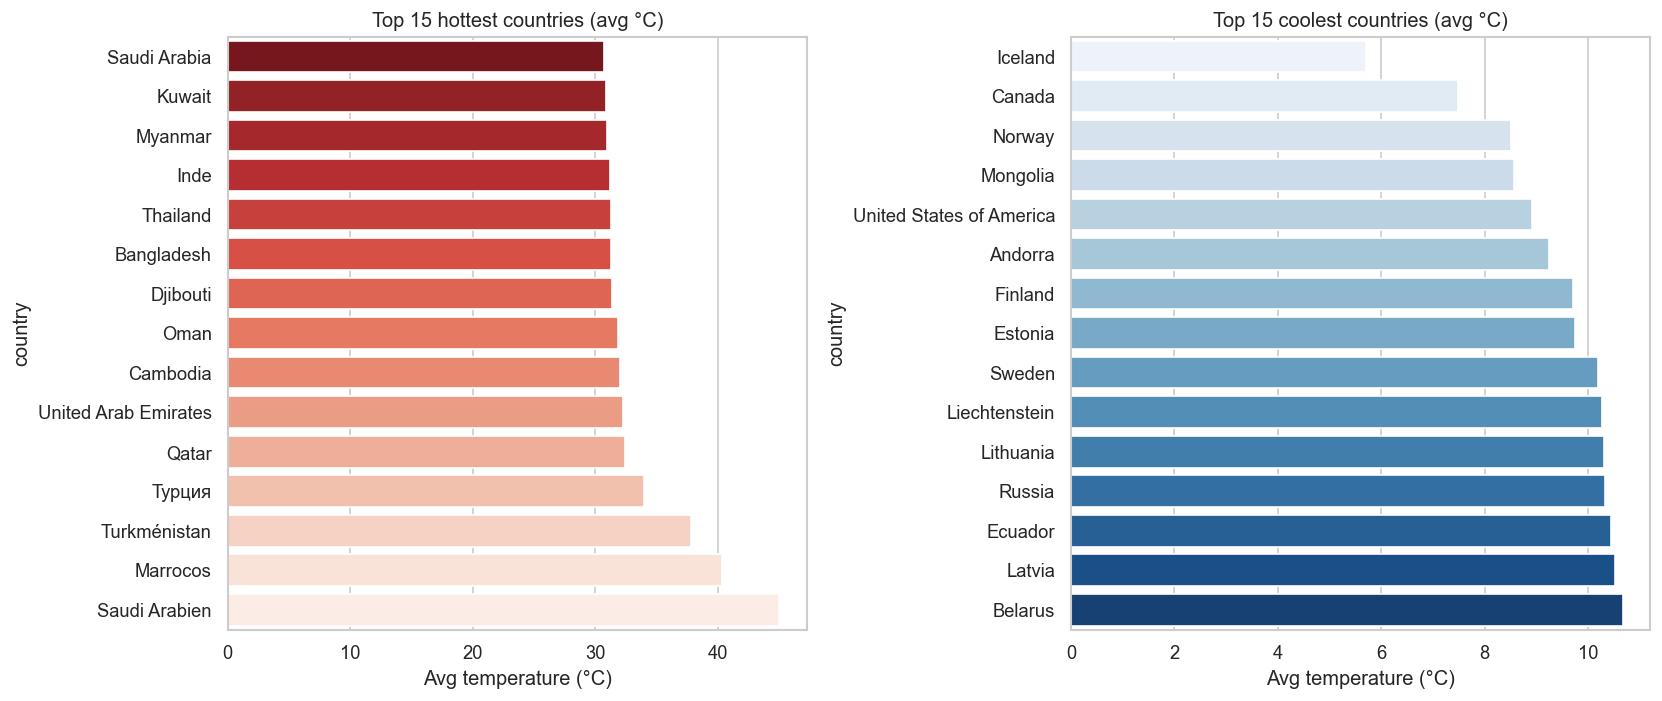 Top 15 hottest countries (avg °C)
country
Saudi Arabia
Kuwait
Myanmar
Inde
Thailand
Bangladesh
Djibouti
Oman
Cambodia
United Arab Emirates
Qatar
Турция
Turkménistan
Marrocos
Saudi Arabien
0 10 20 30 40
Avg temperature (°C)
Top 15 coolest countries (avg °C)
country
Iceland
Canada
Norway
Mongolia
United States of America
Andorra
Finland
Estonia
Sweden
Liechtenstein
Lithuania
Russia
Ecuador
Latvia
Belarus
0 2 4 6 8 10
Avg temperature (°C)